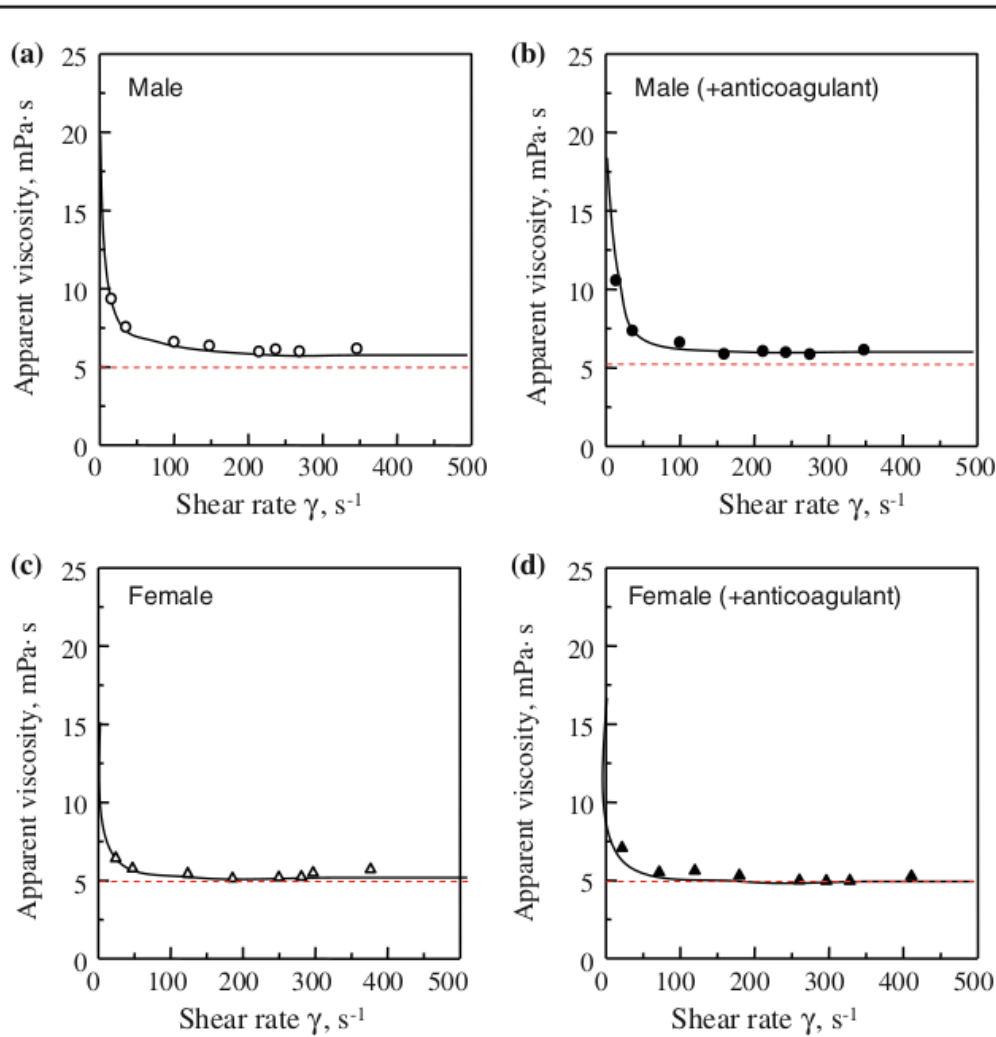 (a)
Male
Apparent viscosity, mPa· s
25
20
15
10
5
0
0 100 200 300 400 500
Shear rate γ, s-1
(b)
Male (+anticoagulant)
Apparent viscosity, mPa· s
25
20
15
10
5
0
0 100 200 300 400 500
Shear rate γ, s-1
(c)
Female
Apparent viscosity, mPa· s
25
20
15
10
5
0
0 100 200 300 400 500
Shear rate γ, s-1
(d)
Female (+anticoagulant)
Apparent viscosity, mPa· s
25
20
15
10
5
0
0 100 200 300 400 500
Shear rate γ, s-1